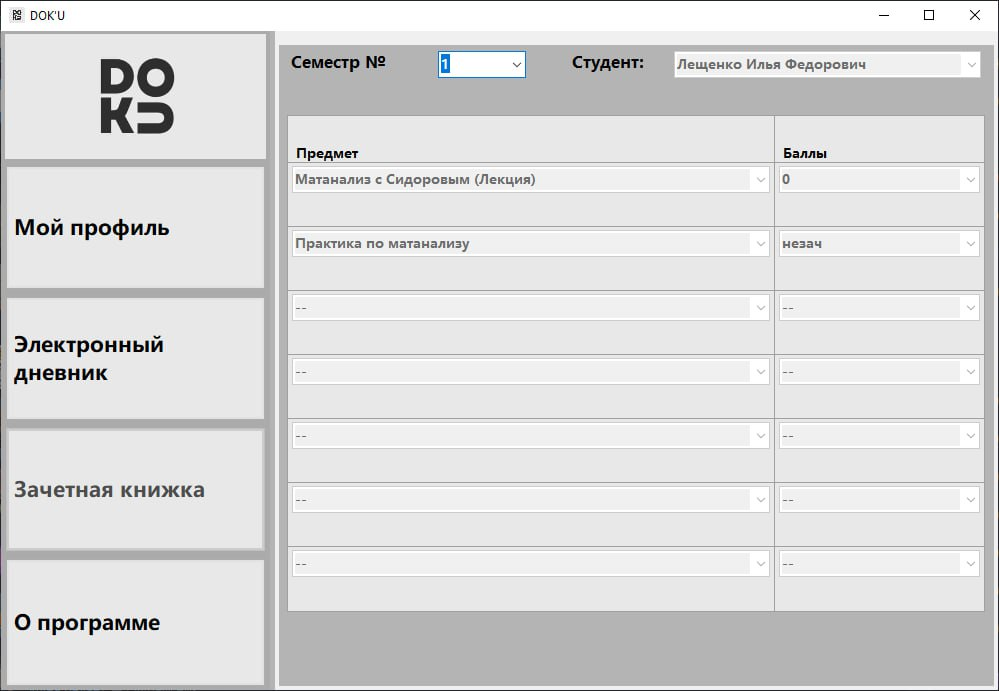 DOK'U
DO
KU
Мой профиль
Электронный
дневник
Зачетная книжка
О программе
Семестр № 1 Студент: Лещенко Илья Федорович
Предмет Баллы
Матанализ с Сидоровым (Лекция) 0
Практика по матанализу незач
-- --
-- --
-- --
-- --
-- --